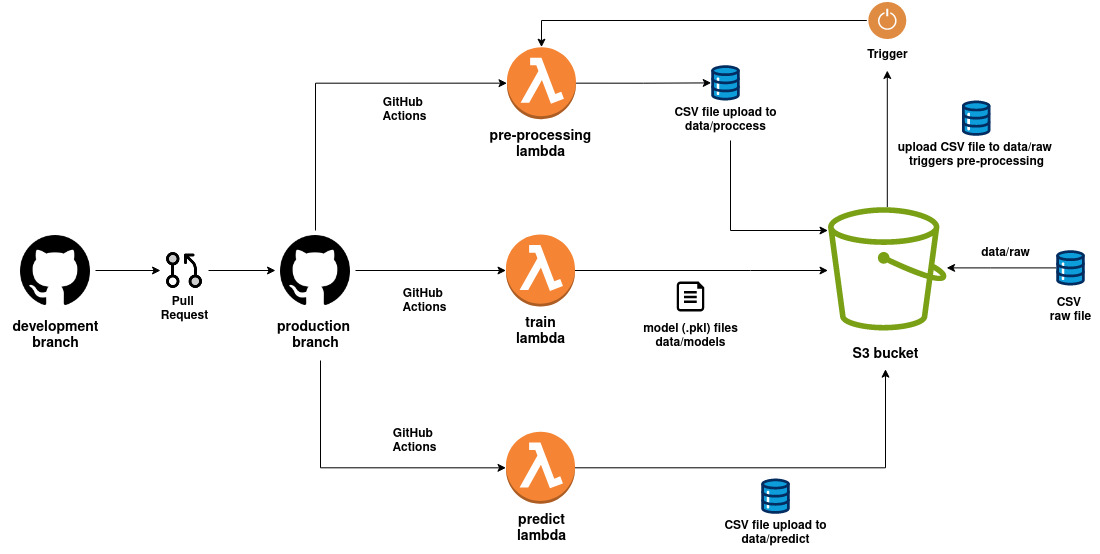 Trigger
GitHub
Actions
CSV file upload to
data/proccess
pre-processing
lambda
upload CSV file to data/raw
triggers pre-processing
data/raw
CSV
raw file
Pull
Request
development
branch
production
branch
GitHub
Actions
train
lambda
model (.pkl) files
data/models
S3 bucket
GitHub
Actions
predict
lambda
CSV file upload to
data/predict